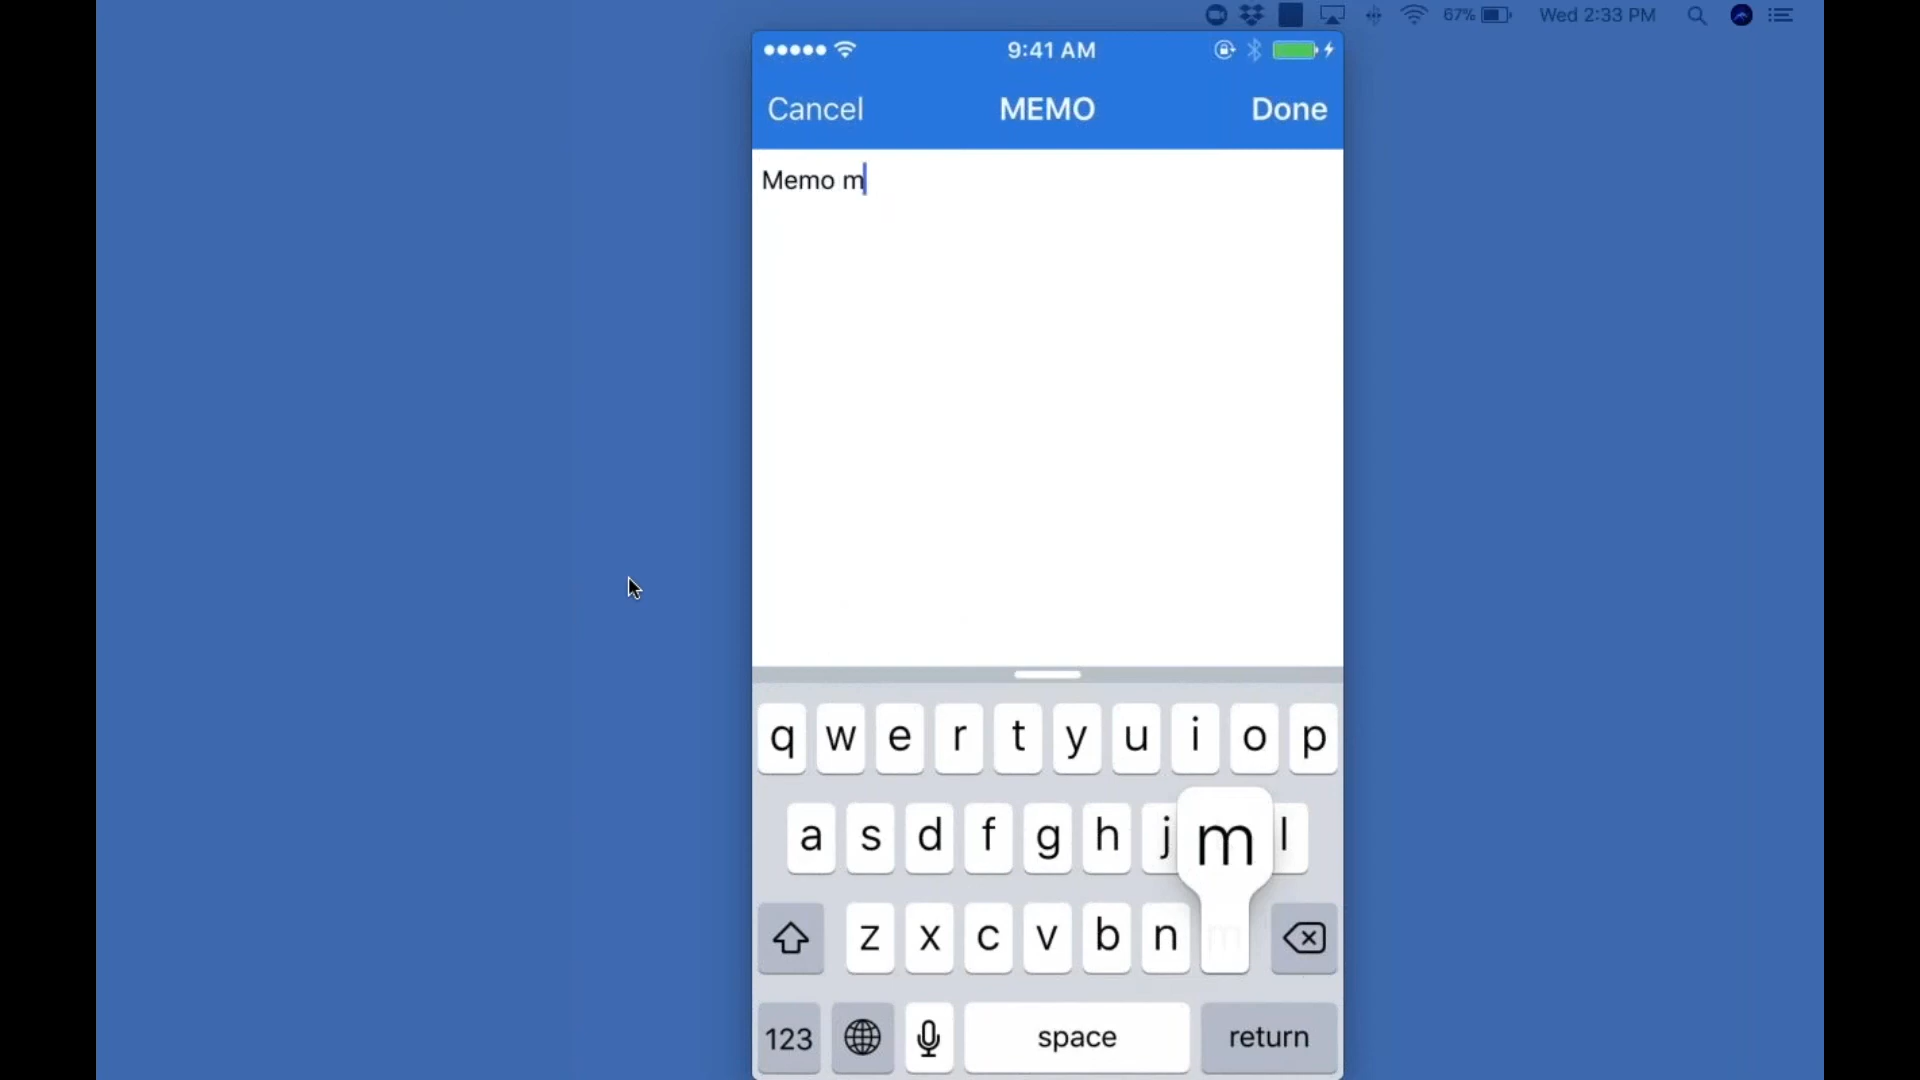 67% Wed 2:33 PM
9:41 AM
Cancel MEMO Done
Memo m
q w e r t y u i o p
a s d f g h j m l
z x c v b n m
123 space return